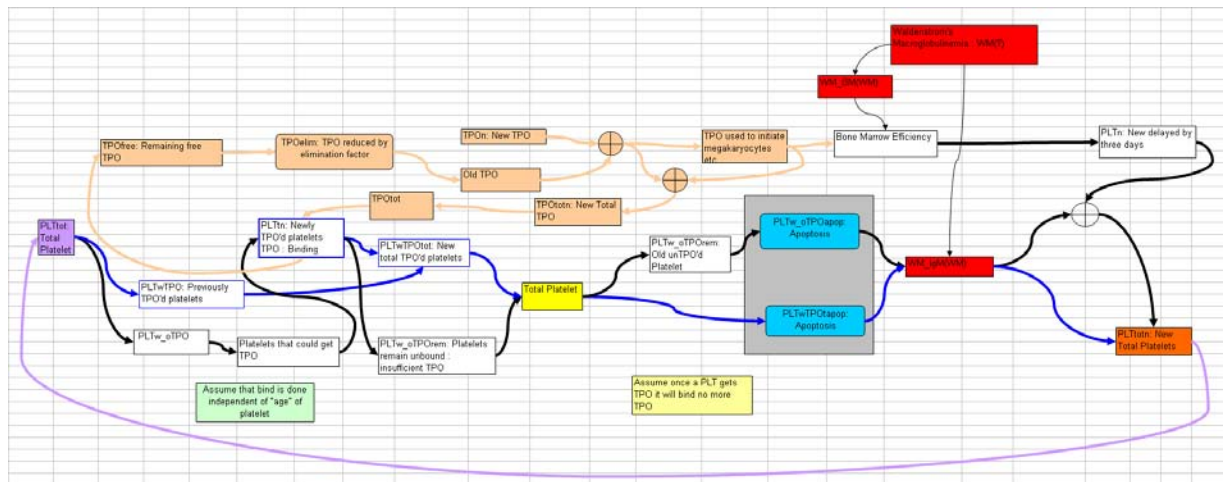 Waldenstrom's
Macroglobulinemia : WM(f)
WM_BM(WM)
TPOfree: Remaining free
TPO
TPOelim: TPO reduced by
elimination factor
TPOn: New TPO
Old TPO
TPO used to initiate
megakaryocytes
etc
Bone Marrow Efficiency
PLTn: New delayed by
three days
TPOtot
TPOtotn: New Total
TPO
PLTtot:
Total
Platelet
PLTtn: Newly
TPO'd platelets
TPO : Binding
PLTwTPOtot: New
total TPO'd platelets
PLTw_oTPOrem:
Old unTPO'd
Platelet
PLTw_oTPOapop:
Apoptosis
WM_IgM(WM)
PLTwTPO: Previously
TPO'd platelets
Total Platelet
PLTwTPOtapop:
Apoptosis
PLTw_oTPO
Platelets that could get
TPO
PLTw_oTPOrem: Platelets
remain unbound :
insufficient TPO
PLTtotn: New
Total Platelets
Assume that bind is done
independent of "age" of
platelet
Assume once a PLT gets
TPO it will bind no more
TPO